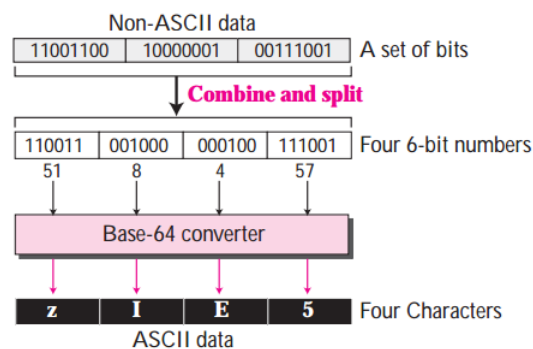 Non-ASCII data
11001100 10000001 00111001 A set of bits
Combine and split
110011 001000 000100 111001 Four 6-bit numbers
51 8 4 57
Base-64 converter
z I E 5 Four Characters
ASCII data